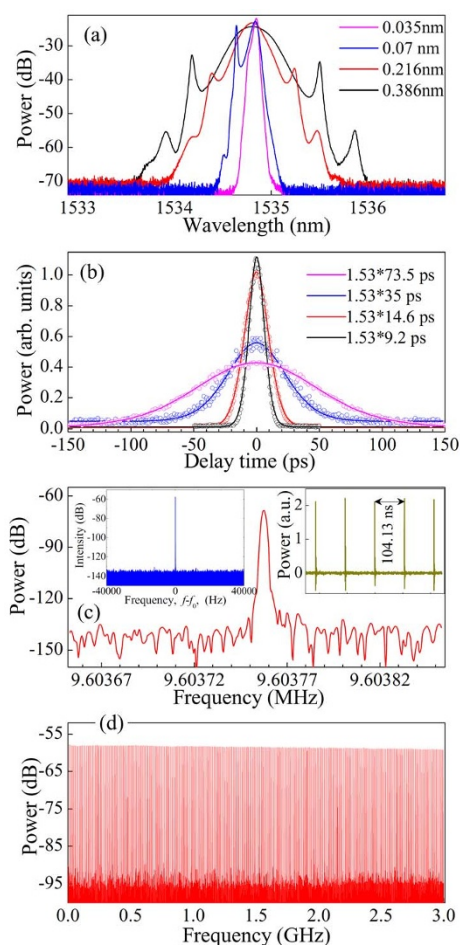 (a)
0.035nm
0.07 nm
0.216nm
0.386nm
Power (dB)
-30
-40
-50
-60
-70
1533 1534 1535 1536
Wavelength (nm)
(b)
1.53*73.5 ps
1.53*35 ps
1.53*14.6 ps
1.53*9.2 ps
Power (arb. units)
1.0
0.8
0.6
0.4
0.2
0.0
-150 -100 -50 0 50 100 150
Delay time (ps)
(c)
Power (dB)
-60
-90
-120
-150
Intensity (dB)
-60
-80
-100
-120
-140
-40000 0 40000
Frequency, f-f0, (Hz)
Power (a.u.)
2
1
0
104.13 ns
9.60367 9.60372 9.60377 9.60382
Frequency (MHz)
(d)
Power (dB)
-55
-65
-75
-85
-95
0.0 0.5 1.0 1.5 2.0 2.5 3.0
Frequency (GHz)